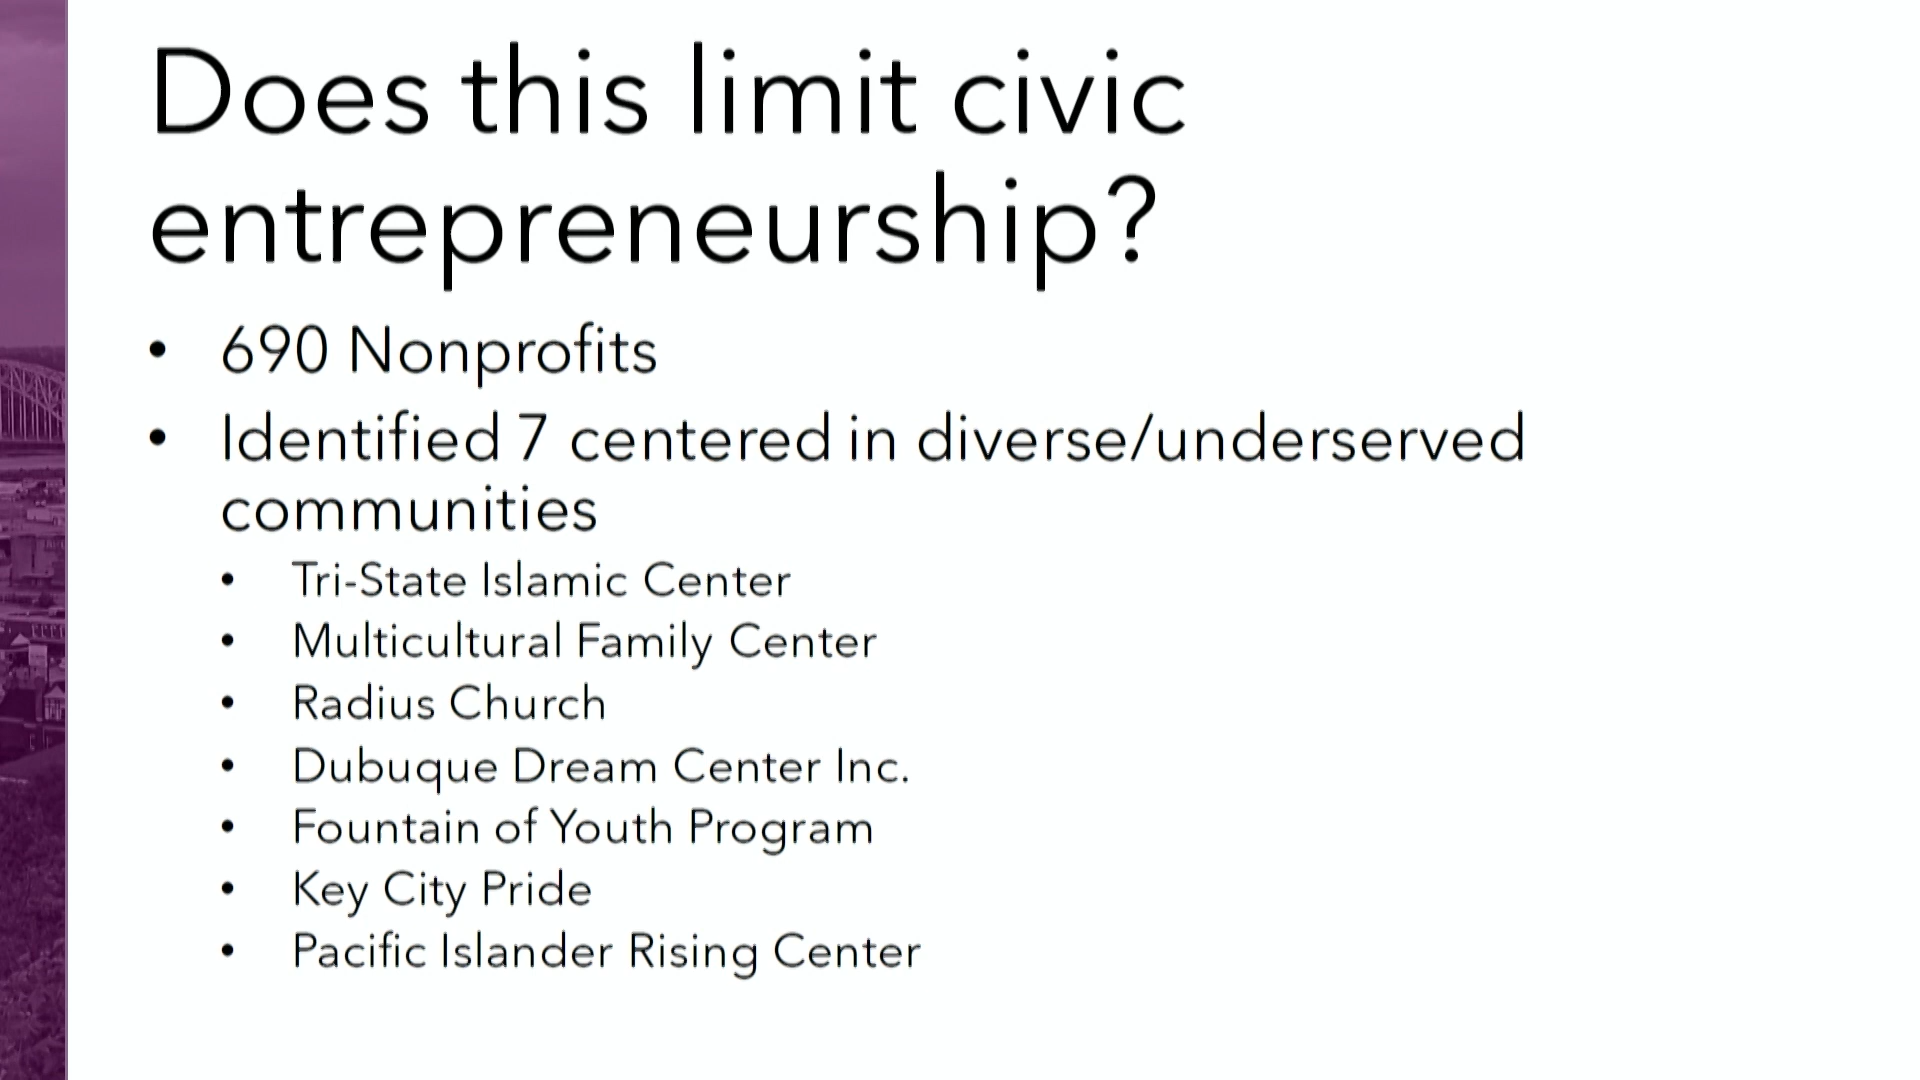 Does this limit civic
entrepreneurship?
• 690 Nonprofits
• Identified 7 centered in diverse/underserved
communities
• Tri-State Islamic Center
• Multicultural Family Center
• Radius Church
• Dubuque Dream Center Inc.
• Fountain of Youth Program
• Key City Pride
• Pacific Islander Rising Center